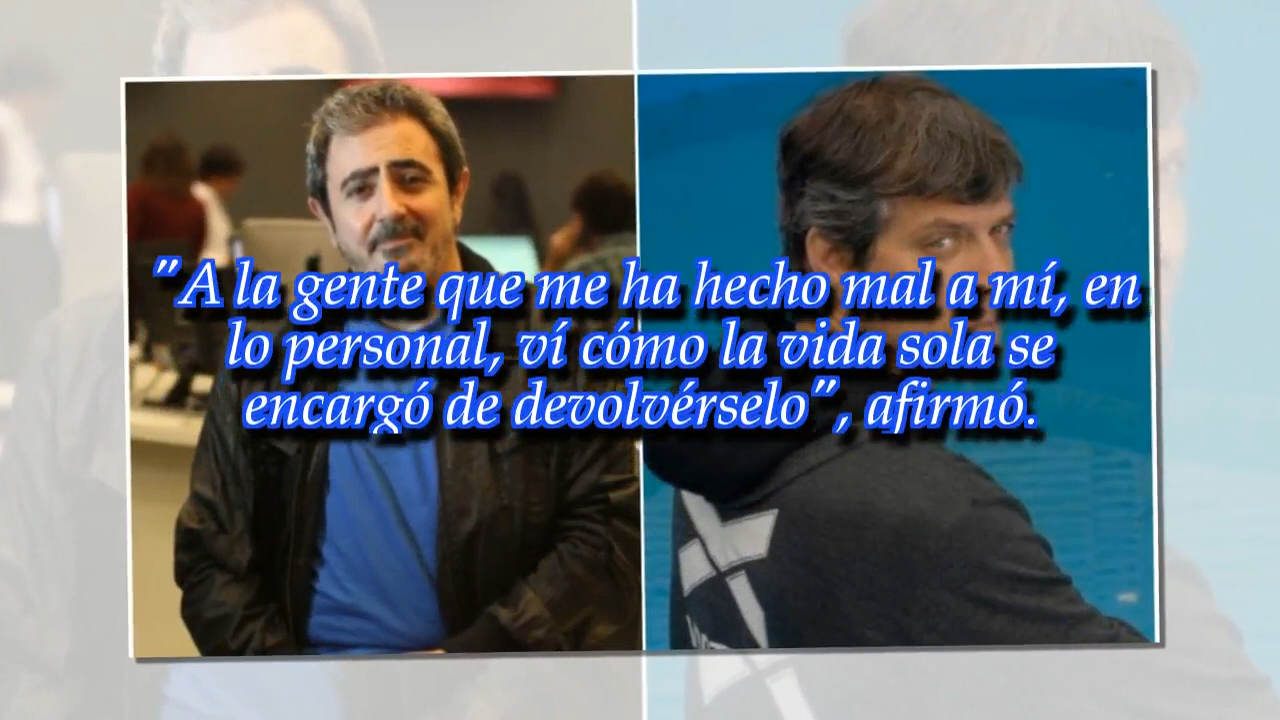 "A la gente que me ha hecho mal a mí, en
lo personal, ví cómo la vida sola se
encargó de devolvérselo", afirmó.